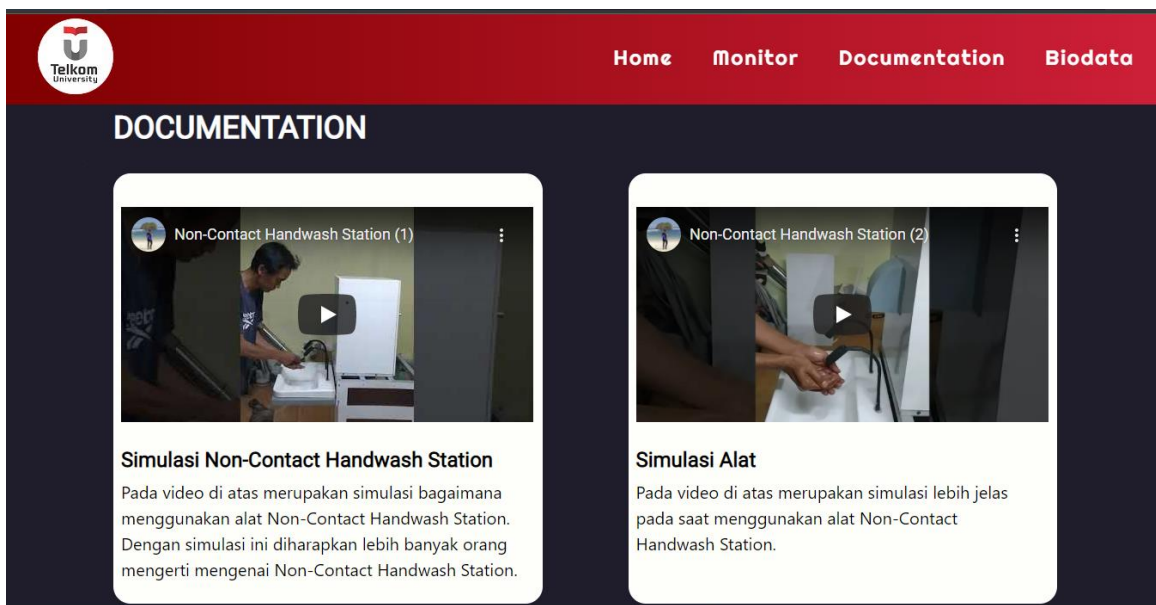 Telkom
University
Home Monitor Documentation Biodata
DOCUMENTATION
Non-Contact Handwash Station (1)
Simulasi Non-Contact Handwash Station
Pada video di atas merupakan simulasi bagaimana
menggunakan alat Non-Contact Handwash Station.
Dengan simulasi ini diharapkan lebih banyak orang
mengerti mengenai Non-Contact Handwash Station.
Non-Contact Handwash Station (2)
Simulasi Alat
Pada video di atas merupakan simulasi lebih jelas
pada saat menggunakan alat Non-Contact
Handwash Station.